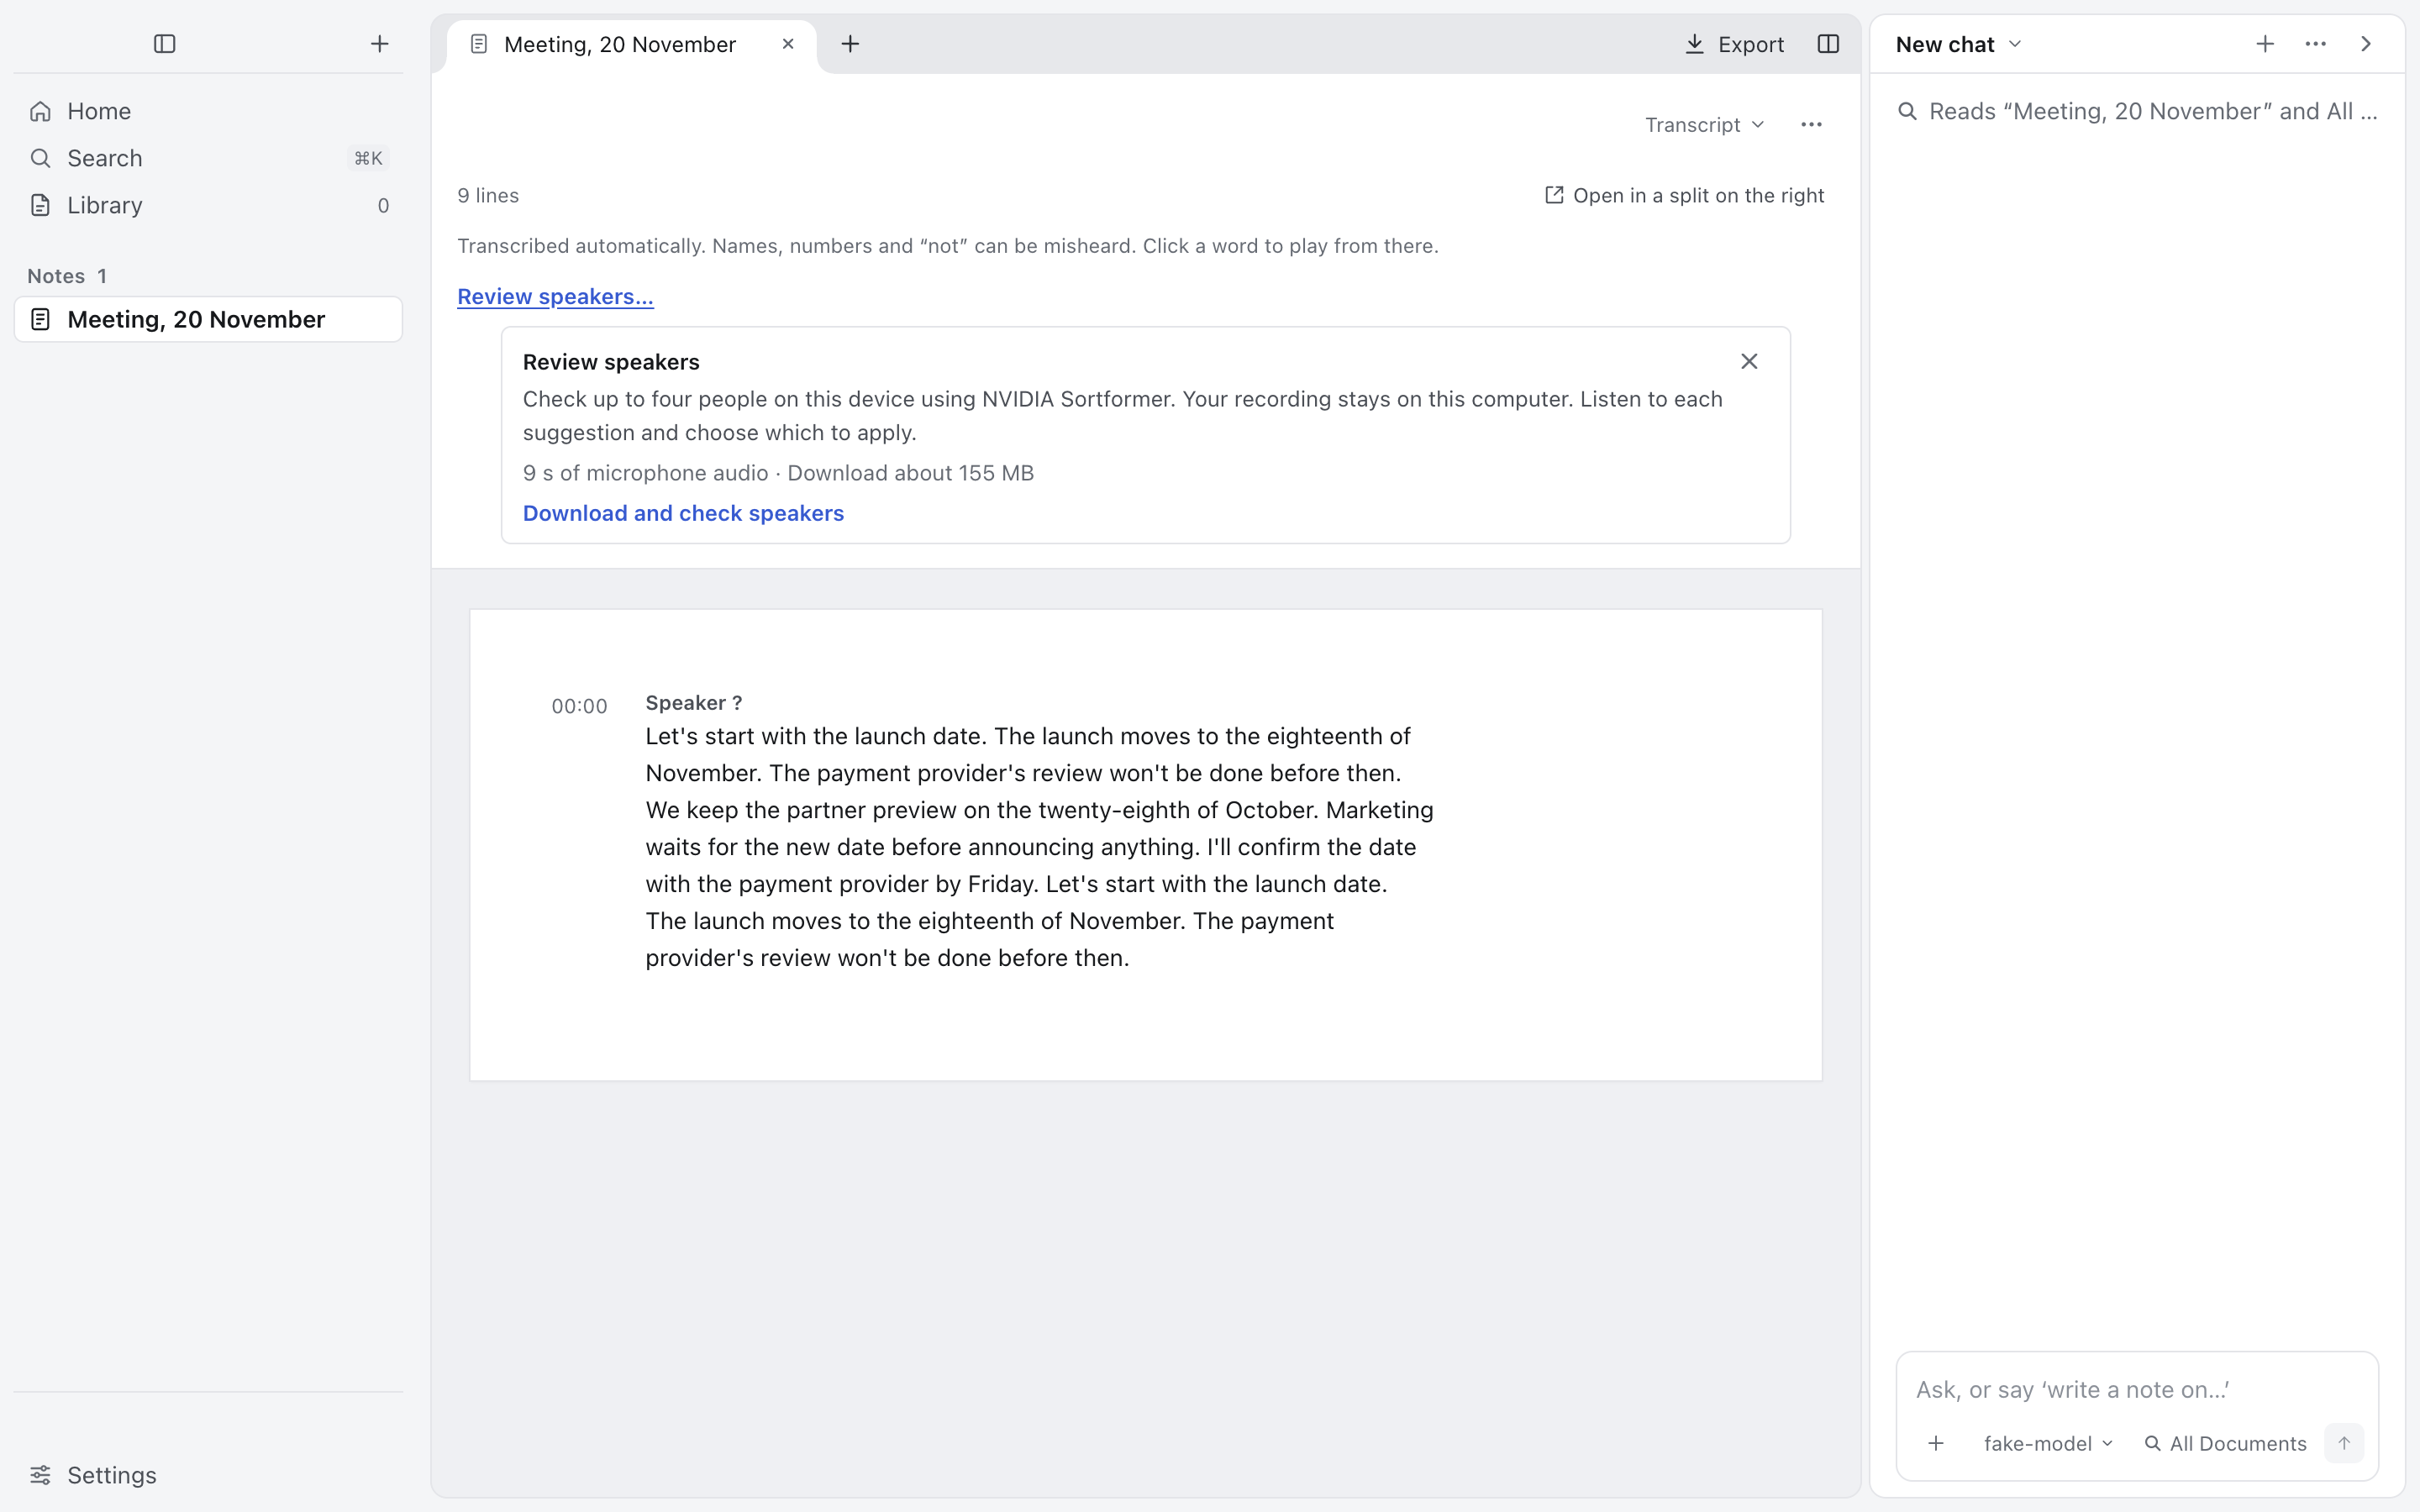 Home
Search ⌘K
Library 0
Notes 1
Meeting, 20 November
Settings
Meeting, 20 November
Export
Transcript
9 lines
Open in a split on the right
Transcribed automatically. Names, numbers and “not” can be misheard. Click a word to play from there.
Review speakers...
Review speakers
Check up to four people on this device using NVIDIA Sortformer. Your recording stays on this computer. Listen to each
suggestion and choose which to apply.
9 s of microphone audio · Download about 155 MB
Download and check speakers
00:00 Speaker ?
Let's start with the launch date. The launch moves to the eighteenth of
November. The payment provider's review won't be done before then.
We keep the partner preview on the twenty-eighth of October. Marketing
waits for the new date before announcing anything. I'll confirm the date
with the payment provider by Friday. Let's start with the launch date.
The launch moves to the eighteenth of November. The payment
provider's review won't be done before then.
New chat
Reads “Meeting, 20 November” and All ...
Ask, or say ‘write a note on...’
fake-model All Documents